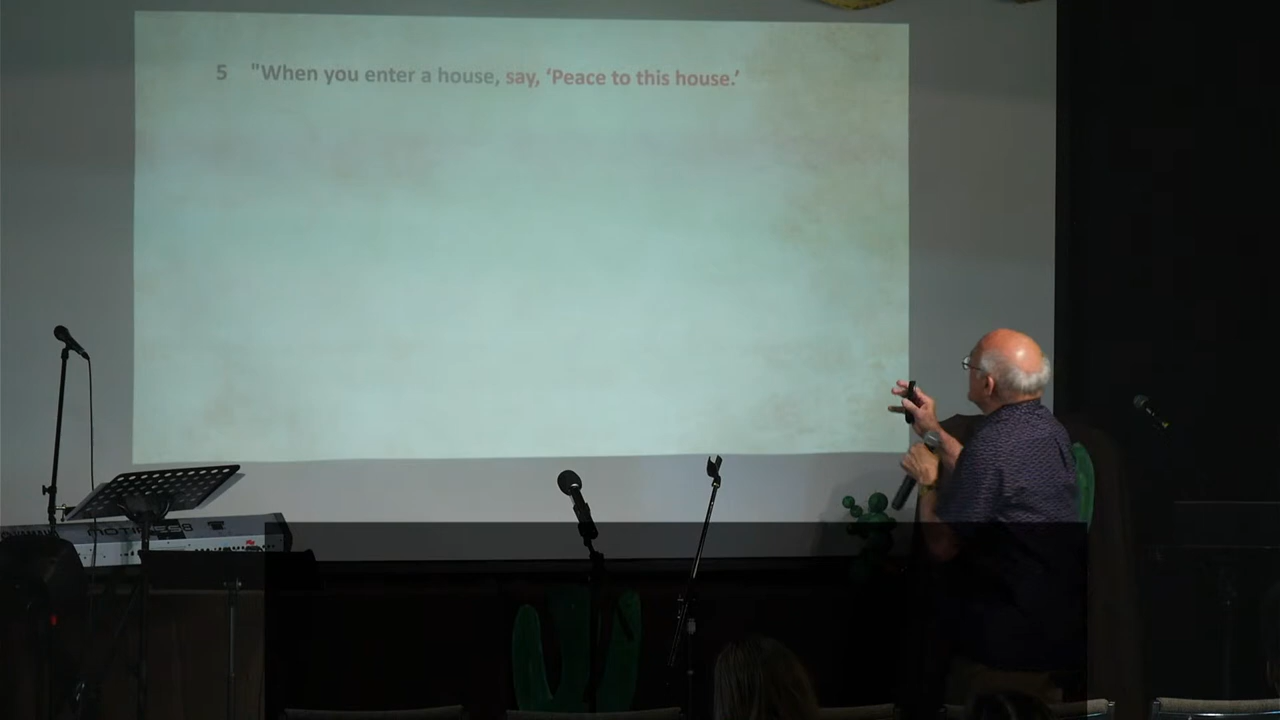 5 "When you enter a house, say, ‘Peace to this house.’